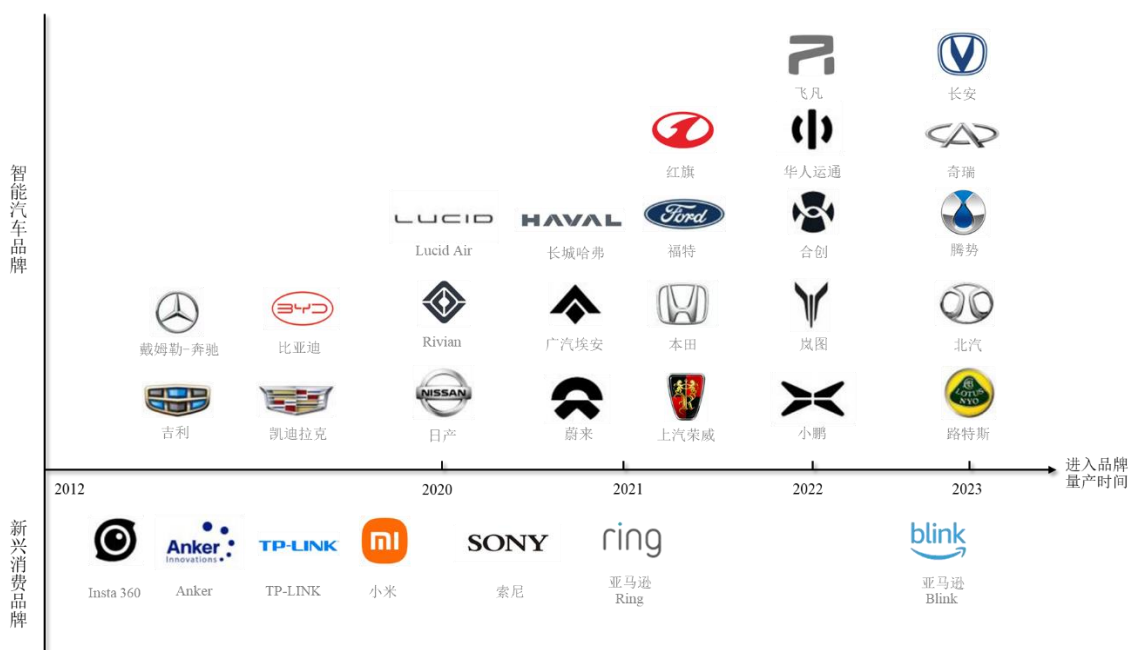 智能汽车品牌
飞凡
长安
红旗
华人运通
奇瑞
LUCID
HAVAL
Ford
Lucid Air
长城哈弗
福特
合创
腾势
BYD
戴姆勒-奔驰
比亚迪
Rivian
广汽埃安
本田
岚图
北汽
NISSAN
LOTUS
吉利
凯迪拉克
日产
蔚来
上汽荣威
小鹏
路特斯
进入品牌
量产时间
2012
2020
2021
2022
2023
新兴消费品牌
Anker
Innovations
TP-LINK
mi
SONY
ring
blink
Insta 360
Anker
TP-LINK
小米
索尼
亚马逊
Ring
亚马逊
Blink